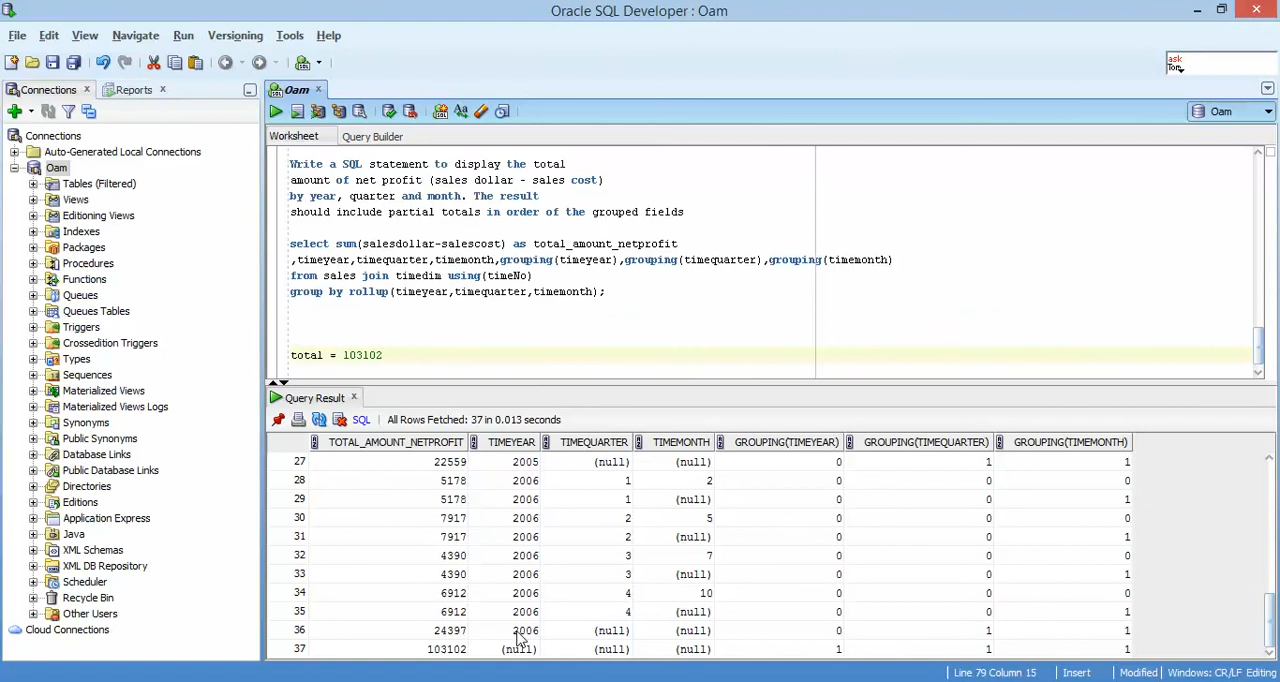 Oracle SQL Developer : Oam
File Edit View Navigate Run Versioning Tools Help
ask
Tom
Connections Reports Oam
Oam
Worksheet Query Builder
Connections
Auto-Generated Local Connections
Oam
Tables (Filtered)
Views
Editioning Views
Indexes
Packages
Procedures
Functions
Queues
Queues Tables
Triggers
Crossedition Triggers
Types
Sequences
Materialized Views
Materialized Views Logs
Synonyms
Public Synonyms
Database Links
Public Database Links
Directories
Editions
Application Express
Java
XML Schemas
XML DB Repository
Scheduler
Recycle Bin
Other Users
Cloud Connections
Write a SQL statement to display the total
amount of net profit (sales dollar - sales cost)
by year, quarter and month. The result
should include partial totals in order of the grouped fields
select sum(salesdollar-salescost) as total_amount_netprofit
,timeyear,timequarter,timemonth,grouping(timeyear),grouping(timequarter),grouping(timemonth)
from sales join timedim using(timeNo)
group by rollup(timeyear,timequarter,timemonth);
total = 103102
Query Result
SQL All Rows Fetched: 37 in 0.013 seconds
TOTAL_AMOUNT_NETPROFIT TIMEYEAR TIMEQUARTER TIMEMONTH GROUPING(TIMEYEAR) GROUPING(TIMEQUARTER) GROUPING(TIMEMONTH)
27 22559 2005 (null) (null) 0 1 1
28 5178 2006 1 2 0 0 0
29 5178 2006 1 (null) 0 0 1
30 7917 2006 2 5 0 0 0
31 7917 2006 2 (null) 0 0 1
32 4390 2006 3 7 0 0 0
33 4390 2006 3 (null) 0 0 1
34 6912 2006 4 10 0 0 0
35 6912 2006 4 (null) 0 0 1
36 24397 2006 (null) (null) 0 1 1
37 103102 (null) (null) (null) 1 1 1
Line 79 Column 15 Insert Modified Windows: CR/LF Editing